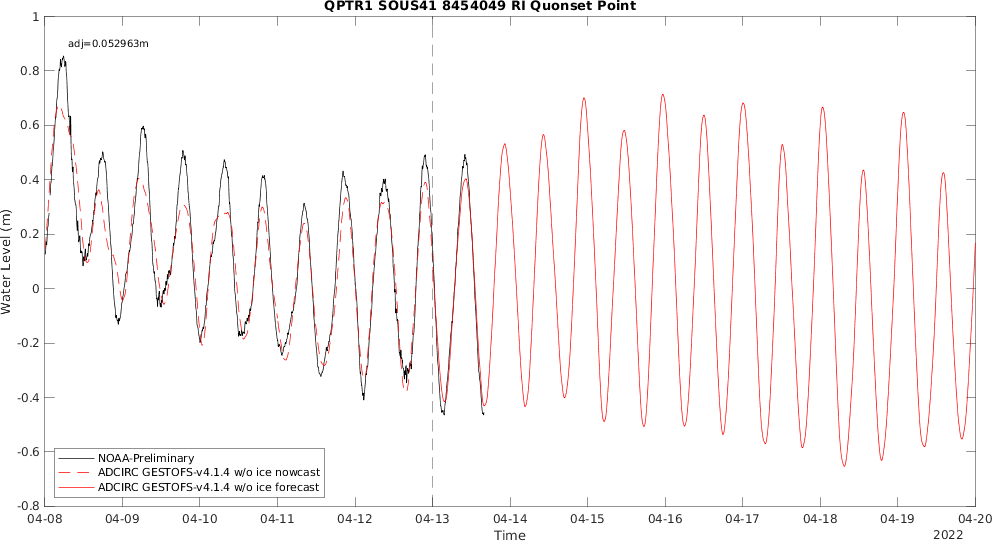 QPTR1 SOUS41 8454049 RI Quonset Point
adj=0.052963m
Water Level (m)
1
0.8
0.6
0.4
0.2
0
-0.2
-0.4
-0.6
-0.8
NOAA-Preliminary
ADCIRC GESTOFS-v4.1.4 w/o ice nowcast
ADCIRC GESTOFS-v4.1.4 w/o ice forecast
04-08 04-09 04-10 04-11 04-12 04-13 04-14 04-15 04-16 04-17 04-18 04-19 04-20
Time
2022